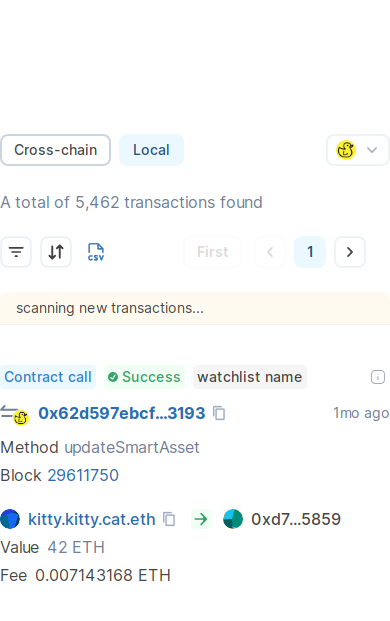 Cross-chain Local
A total of 5,462 transactions found
CSV First 1
scanning new transactions...
Contract call Success watchlist name
0x62d597ebcf...3193 1mo ago
Method updateSmartAsset
Block 29611750
kitty.kitty.cat.eth 0xd7...5859
Value 42 ETH
Fee 0.007143168 ETH